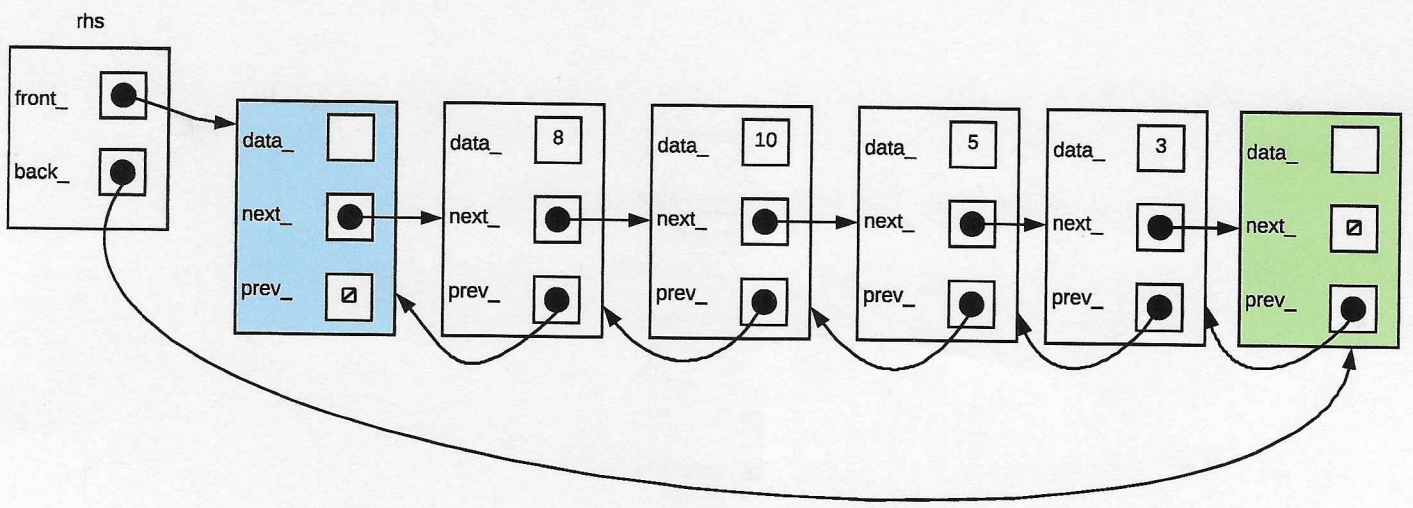 rhs
front_
back_
data_
next_
prev_
data_ 8
next_
prev_
data_ 10
next_
prev_
data_ 5
next_
prev_
data_ 3
next_
prev_
data_
next_
prev_